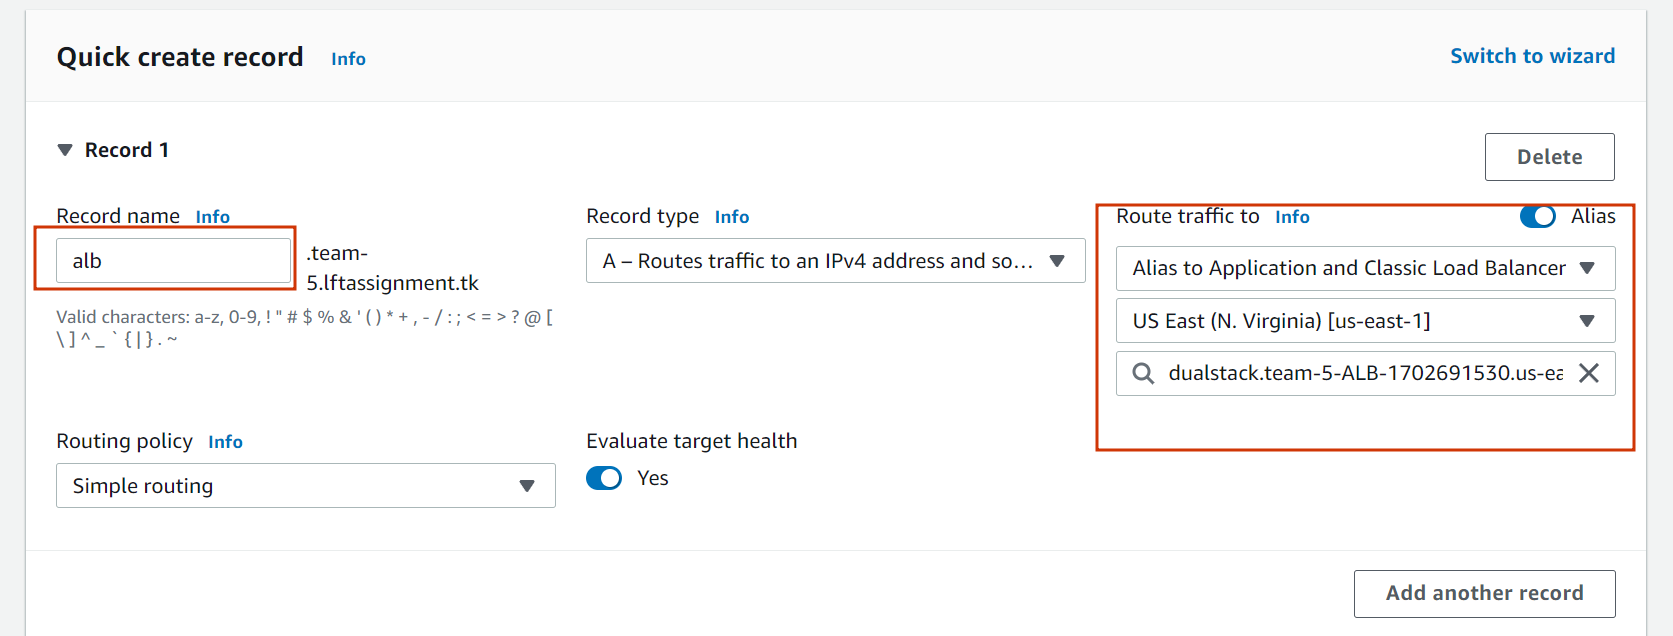 Quick create record Info Switch to wizard
Record 1 Delete
Record name Info
alb
.team-
5.lftassignment.tk
Valid characters: a-z, 0-9, ! " # $ % & ' ( ) * + , - / : ; < = > ? @ [
\ ] ^ _ ` { | } . ~
Record type Info
A – Routes traffic to an IPv4 address and so...
Route traffic to Info Alias
Alias to Application and Classic Load Balancer
US East (N. Virginia) [us-east-1]
dualstack.team-5-ALB-1702691530.us-ea
Routing policy Info
Simple routing
Evaluate target health
Yes
Add another record